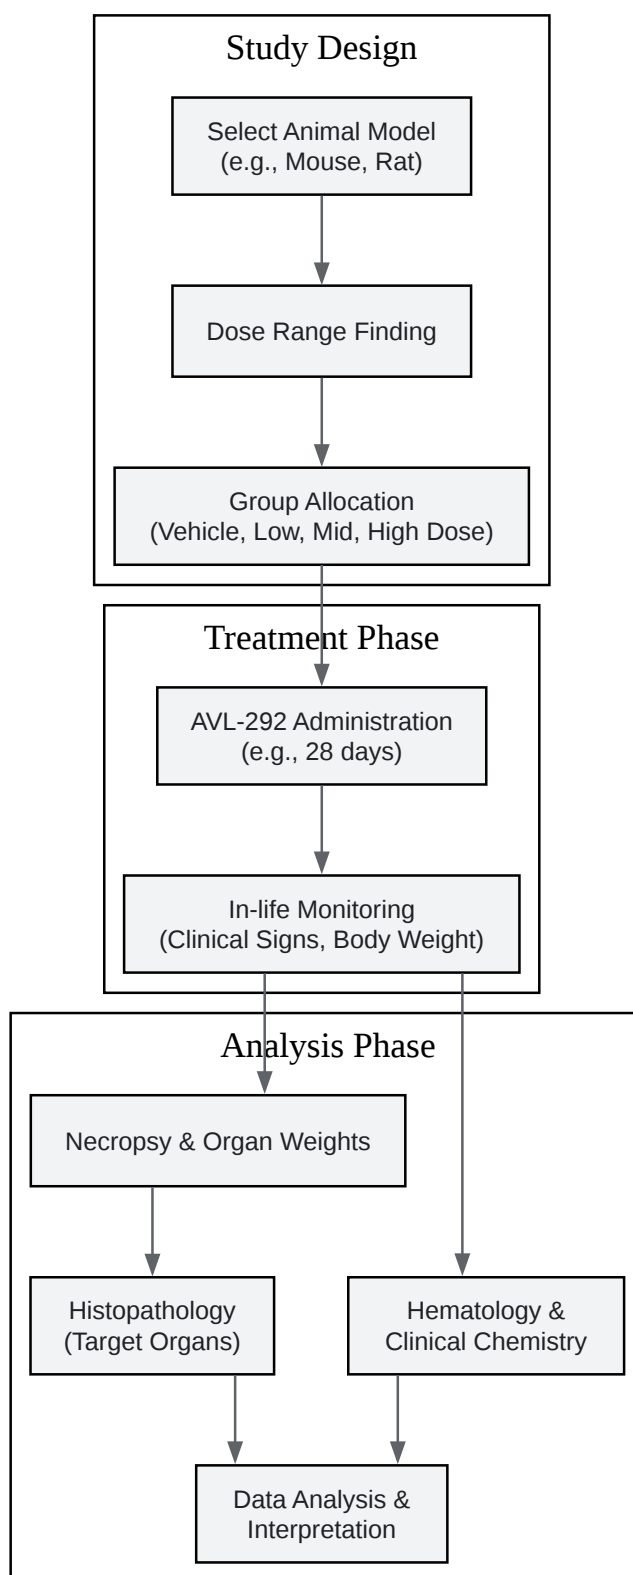 Study Design
Select Animal Model
(e.g., Mouse, Rat)
Dose Range Finding
Group Allocation
(Vehicle, Low, Mid, High Dose)
Treatment Phase
AVL-292 Administration
(e.g., 28 days)
In-life Monitoring
(Clinical Signs, Body Weight)
Analysis Phase
Necropsy & Organ Weights
Histopathology
(Target Organs)
Hematology &
Clinical Chemistry
Data Analysis &
Interpretation